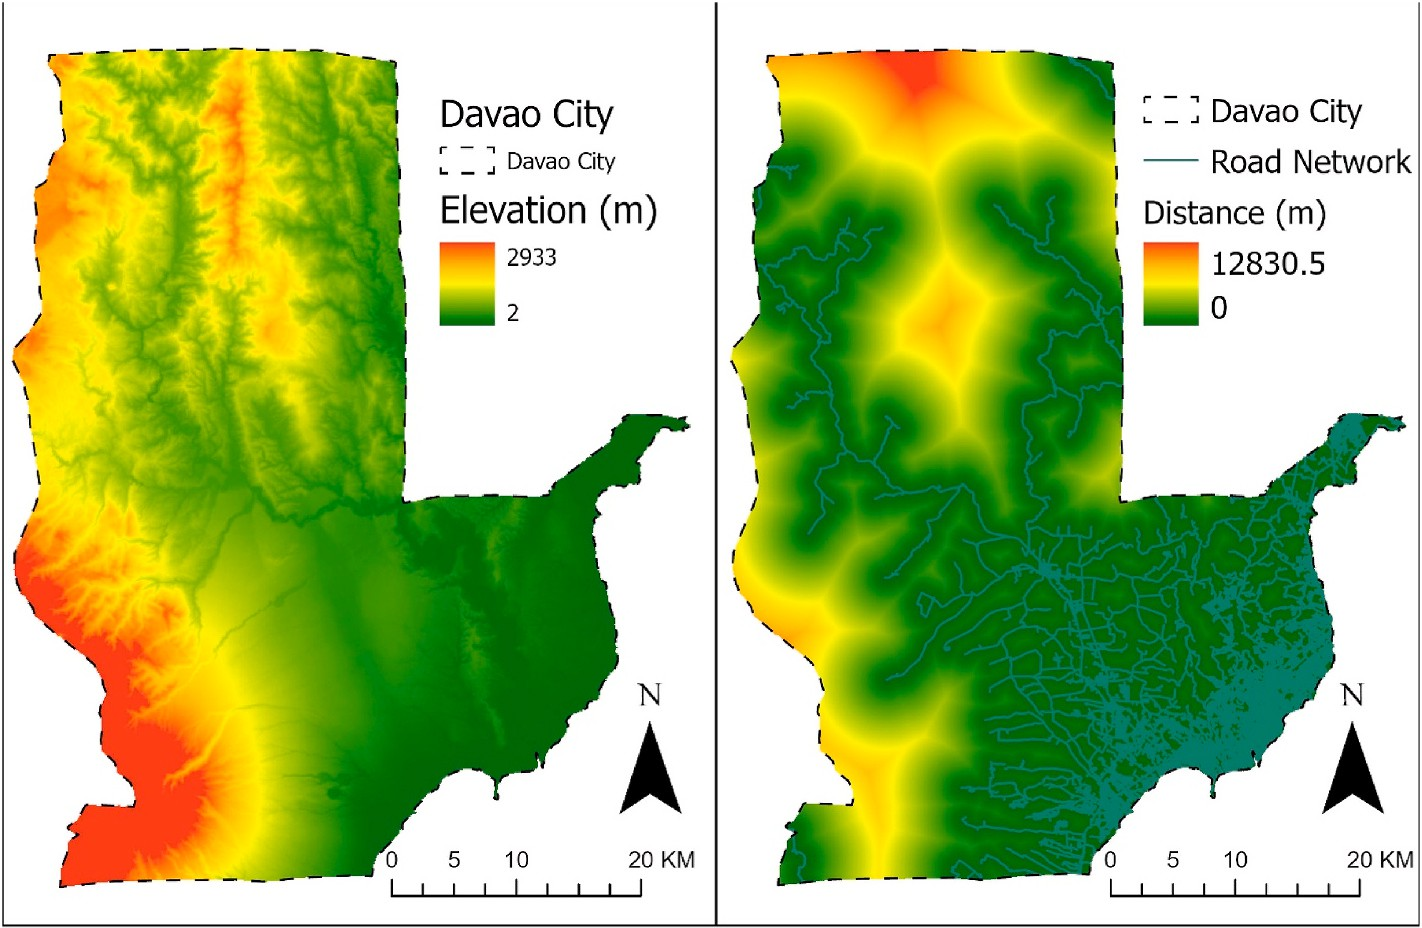 Davao City
Davao City
Elevation (m)
2933
2
N
0 5 10 20 KM
Davao City
Road Network
Distance (m)
12830.5
0
N
0 5 10 20 KM